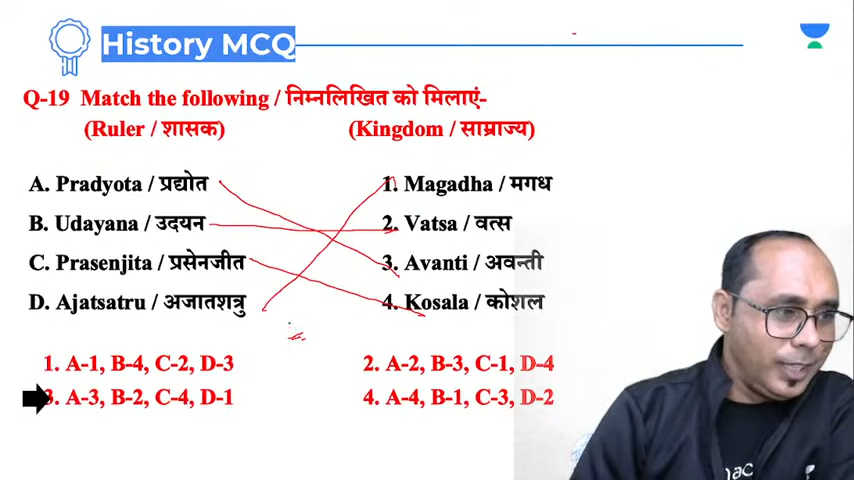 History MCQ
Q-19 Match the following / निम्नलिखित को मिलाएं-
(Ruler / शासक) (Kingdom / साम्राज्य)
A. Pradyota / प्रद्योत 1. Magadha / मगध
B. Udayana / उदयन 2. Vatsa / वत्स
C. Prasenjita / प्रसेनजीत 3. Avanti / अवन्ती
D. Ajatsatru / अजातशत्रु 4. Kosala / कोशल
1. A-1, B-4, C-2, D-3 2. A-2, B-3, C-1, D-4
3. A-3, B-2, C-4, D-1 4. A-4, B-1, C-3, D-2